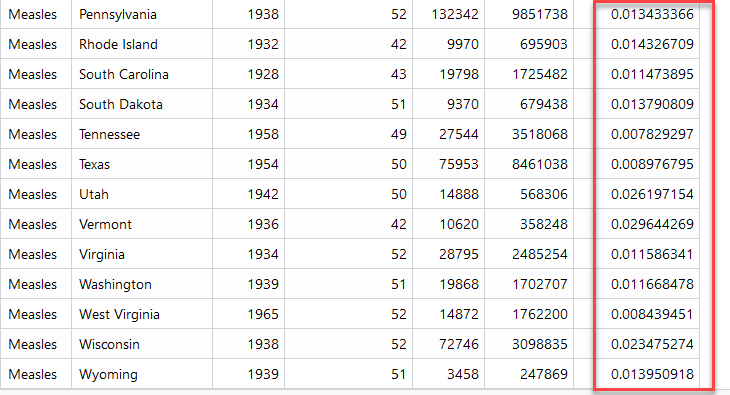 Measles Pennsylvania 1938 52 132342 9851738 0.013433366
Measles Rhode Island 1932 42 9970 695903 0.014326709
Measles South Carolina 1928 43 19798 1725482 0.011473895
Measles South Dakota 1934 51 9370 679438 0.013790809
Measles Tennessee 1958 49 27544 3518068 0.007829297
Measles Texas 1954 50 75953 8461038 0.008976795
Measles Utah 1942 50 14888 568306 0.026197154
Measles Vermont 1936 42 10620 358248 0.029644269
Measles Virginia 1934 52 28795 2485254 0.011586341
Measles Washington 1939 51 19868 1702707 0.011668478
Measles West Virginia 1965 52 14872 1762200 0.008439451
Measles Wisconsin 1938 52 72746 3098835 0.023475274
Measles Wyoming 1939 51 3458 247869 0.013950918